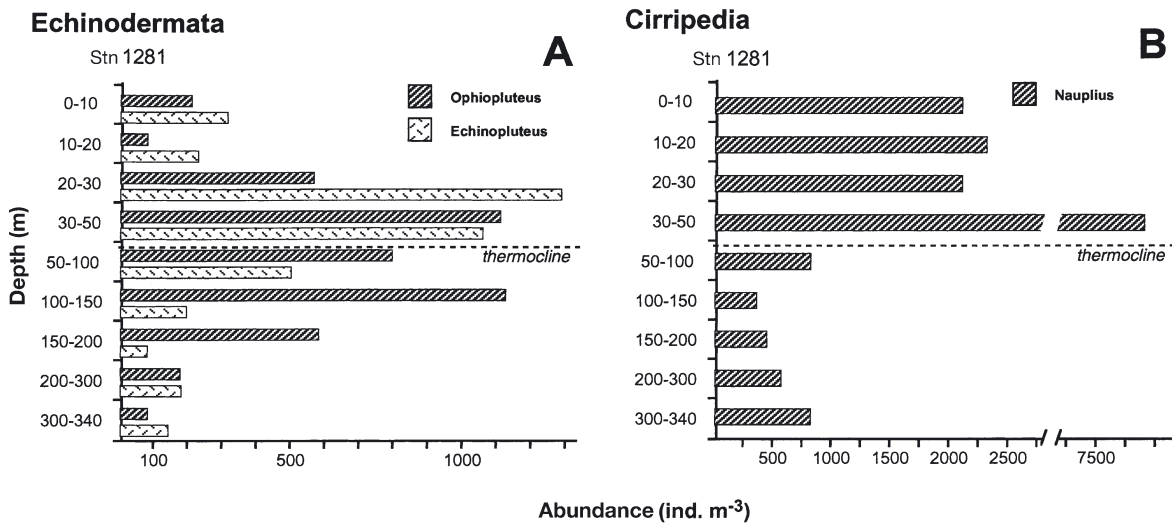 Echinodermata
Stn 1281
A
Ophiopluteus
Echinopluteus
0-10
10-20
20-30
30-50
50-100
100-150
150-200
200-300
300-340
thermocline
Depth (m)
100
500
1000
Cirripedia
Stn 1281
B
Nauplius
0-10
10-20
20-30
30-50
50-100
100-150
150-200
200-300
300-340
thermocline
500
1000
1500
2000
2500
7500
Abundance (ind. m⁻³)